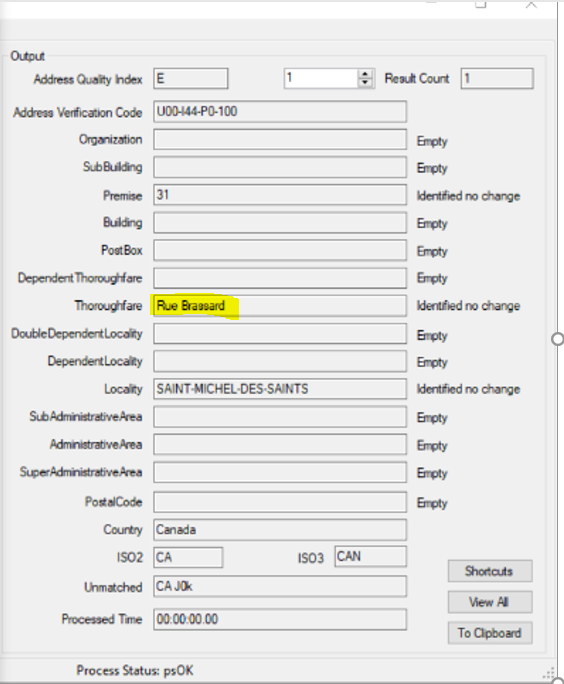 Output
Address Quality Index E 1 Result Count 1
Address Verification Code U00-I44-P0-100
Organization Empty
SubBuilding Empty
Premise 31 Identified no change
Building Empty
PostBox Empty
DependentThoroughfare Empty
Thoroughfare Rue Brassard Identified no change
DoubleDependentLocality Empty
DependentLocality Empty
Locality SAINT-MICHEL-DES-SAINTS Identified no change
SubAdministrativeArea Empty
AdministrativeArea Empty
SuperAdministrativeArea Empty
PostalCode Empty
Country Canada
ISO2 CA ISO3 CAN
Shortcuts
Unmatched CA J0k
View All
Processed Time 00:00:00.00
To Clipboard
Process Status: psOK